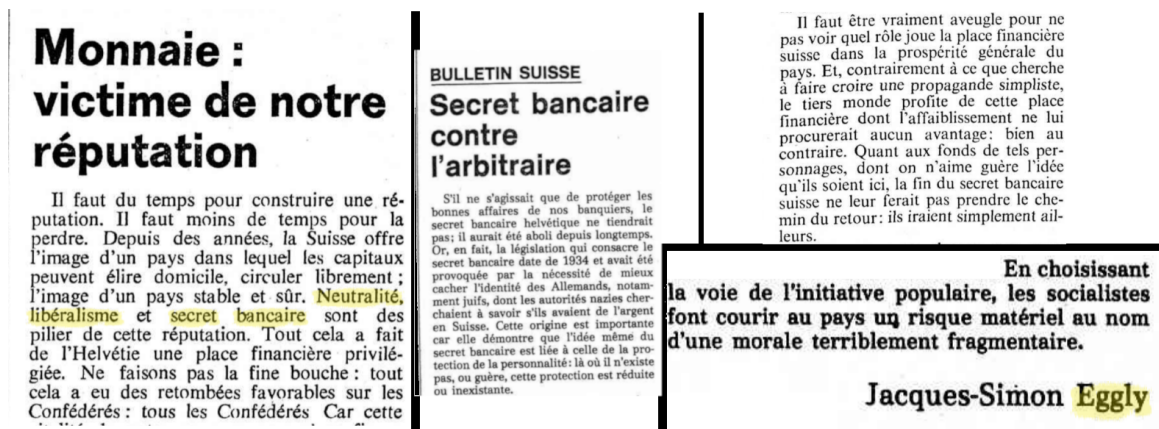 Monnaie :
victime de notre
réputation
Il faut du temps pour construire une ré-
putation. Il faut moins de temps pour la
perdre. Depuis des années, la Suisse offre
l'image d'un pays dans lequel les capitaux
peuvent élire domicile, circuler librement ;
l'image d'un pays stable et sûr. Neutralité,
libéralisme et secret bancaire sont des
pilier de cette réputation. Tout cela a fait
de l'Helvétie une place financière privilé-
giée. Ne faisons pas la fine bouche : tout
cela a eu des retombées favorables sur les
Confédérés : tous les Confédérés Car cette
BULLETIN SUISSE
Secret bancaire
contre
l'arbitraire
S'il ne s'agissait que de protéger les
bonnes affaires de nos banquiers, le
secret bancaire helvétique ne tiendrait
pas; il aurait été aboli depuis longtemps.
Or, en fait, la législation qui consacre le
secret bancaire date de 1934 et avait été
provoquée par la nécessité de mieux
cacher l'identité des Allemands, notam-
ment juifs, dont les autorités nazies cher-
chaient à savoir s'ils avaient de l'argent
en Suisse. Cette origine est importante
car elle démontre que l'idée même du
secret bancaire est liée à celle de la pro-
tection de la personnalité: là où il n'existe
pas, ou guère, cette protection est réduite
ou inexistante.
Il faut être vraiment aveugle pour ne
pas voir quel rôle joue la place financière
suisse dans la prospérité générale du
pays. Et, contrairement à ce que cherche
à faire croire une propagande simpliste,
le tiers monde profite de cette place
financière dont l'affaiblissement ne lui
procurerait aucun avantage: bien au
contraire. Quant aux fonds de tels per-
sonnages, dont on n'aime guère l'idée
qu'ils soient ici, la fin du secret bancaire
suisse ne leur ferait pas prendre le che-
min du retour: ils iraient simplement ail-
leurs.
En choisissant
la voie de l'initiative populaire, les socialistes
font courir au pays un risque matériel au nom
d'une morale terriblement fragmentaire.
Jacques-Simon Eggly